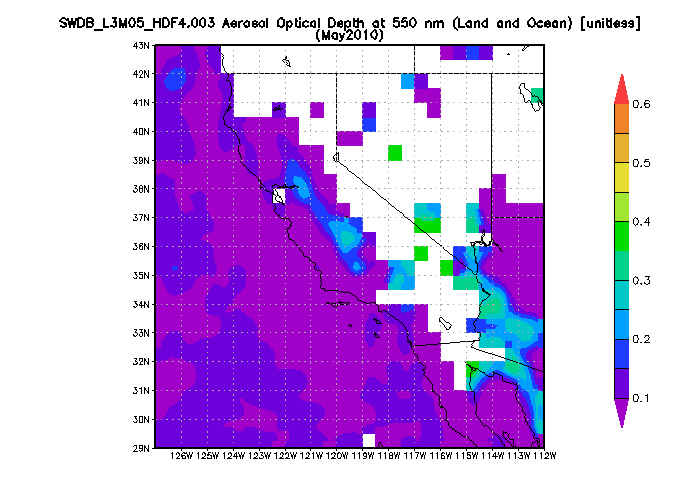 SWDB_L3M05_HDF4.003 Aerosol Optical Depth at 550 nm (Land and Ocean) [unitless]
(May2010)
43N
42N
41N
40N
39N
38N
37N
36N
35N
34N
33N
32N
31N
30N
29N
126W 125W 124W 123W 122W 121W 120W 119W 118W 117W 116W 115W 114W 113W 112W
0.6
0.5
0.4
0.3
0.2
0.1